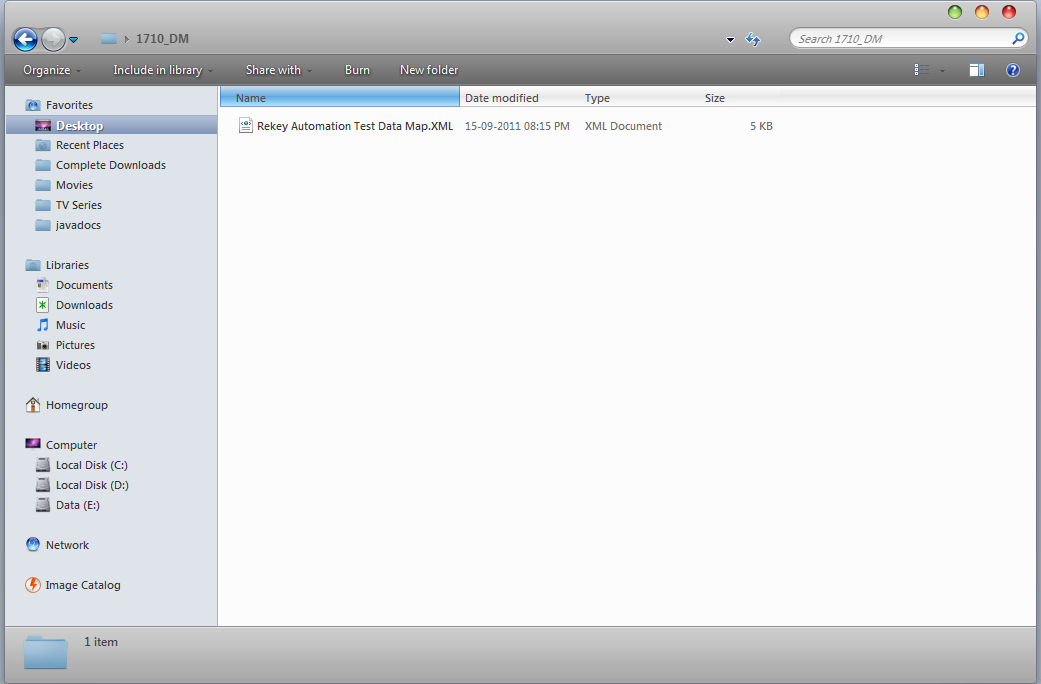 1710_DM
Search 1710_DM
Organize Include in library Share with Burn New folder
Name Date modified Type Size
Rekey Automation Test Data Map.XML 15-09-2011 08:15 PM XML Document 5 KB
Favorites
Desktop
Recent Places
Complete Downloads
Movies
TV Series
javadocs
Libraries
Documents
Downloads
Music
Pictures
Videos
Homegroup
Computer
Local Disk (C:)
Local Disk (D:)
Data (E:)
Network
Image Catalog
1 item